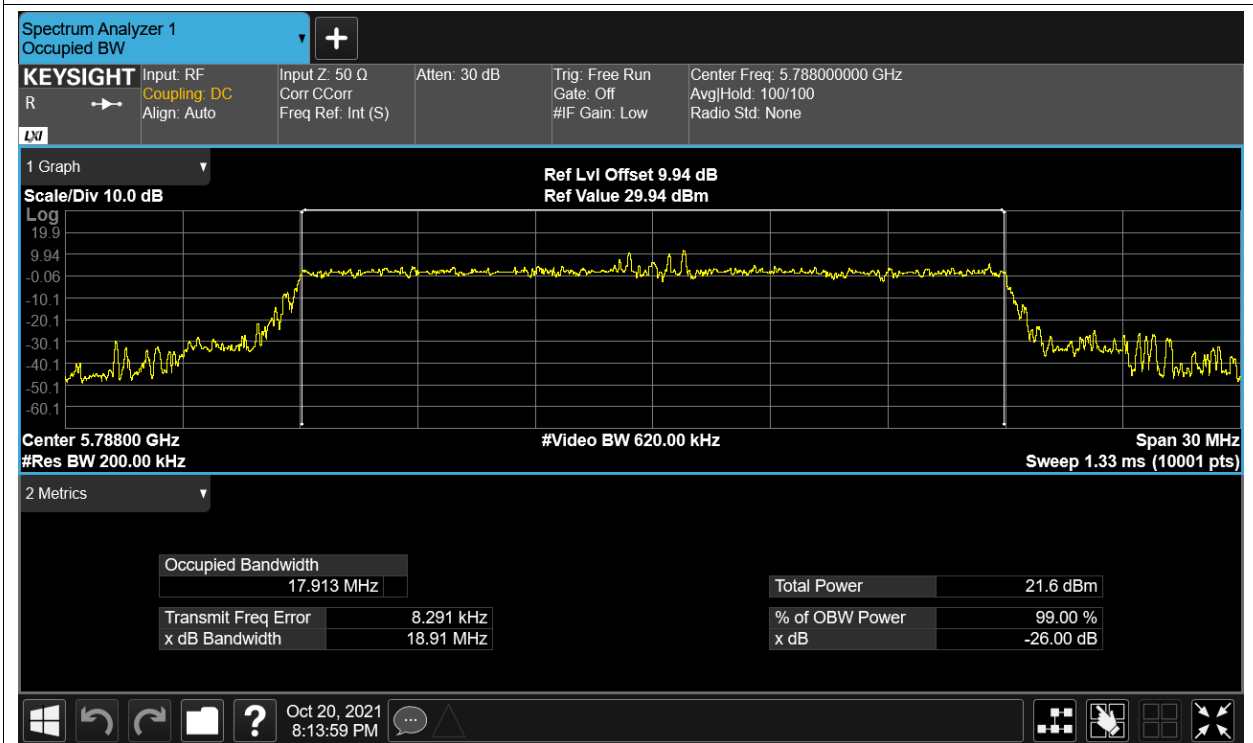 Spectrum Analyzer 1
Occupied BW
KEYSIGHT Input: RF Input Z: 50 Ω Atten: 30 dB Trig: Free Run Center Freq: 5.788000000 GHz
R Coupling: DC Corr CCorr Gate: Off Avg|Hold: 100/100
Align: Auto Freq Ref: Int (S) #IF Gain: Low Radio Std: None
LXI
1 Graph
Ref Lvl Offset 9.94 dB
Scale/Div 10.0 dB Ref Value 29.94 dBm
Log
19.9
9.94
-0.06
-10.1
-20.1
-30.1
-40.1
-50.1
-60.1
Center 5.78800 GHz #Video BW 620.00 kHz Span 30 MHz
#Res BW 200.00 kHz Sweep 1.33 ms (10001 pts)
2 Metrics
Occupied Bandwidth
17.913 MHz Total Power 21.6 dBm
Transmit Freq Error 8.291 kHz % of OBW Power 99.00 %
x dB Bandwidth 18.91 MHz x dB -26.00 dB
? Oct 20, 2021
8:13:59 PM